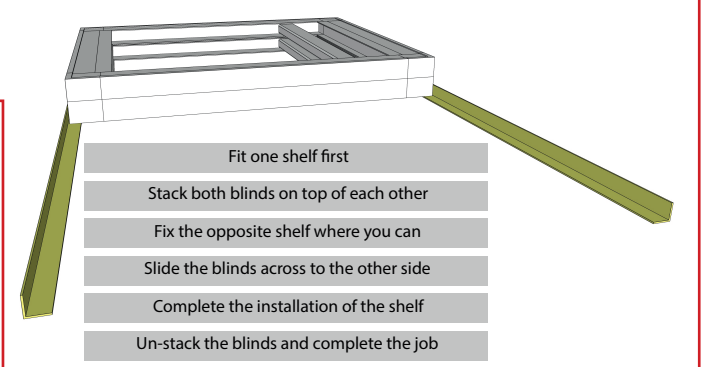 Fit one shelf first
Stack both blinds on top of each other
Fix the opposite shelf where you can
Slide the blinds across to the other side
Complete the installation of the shelf
Un-stack the blinds and complete the job